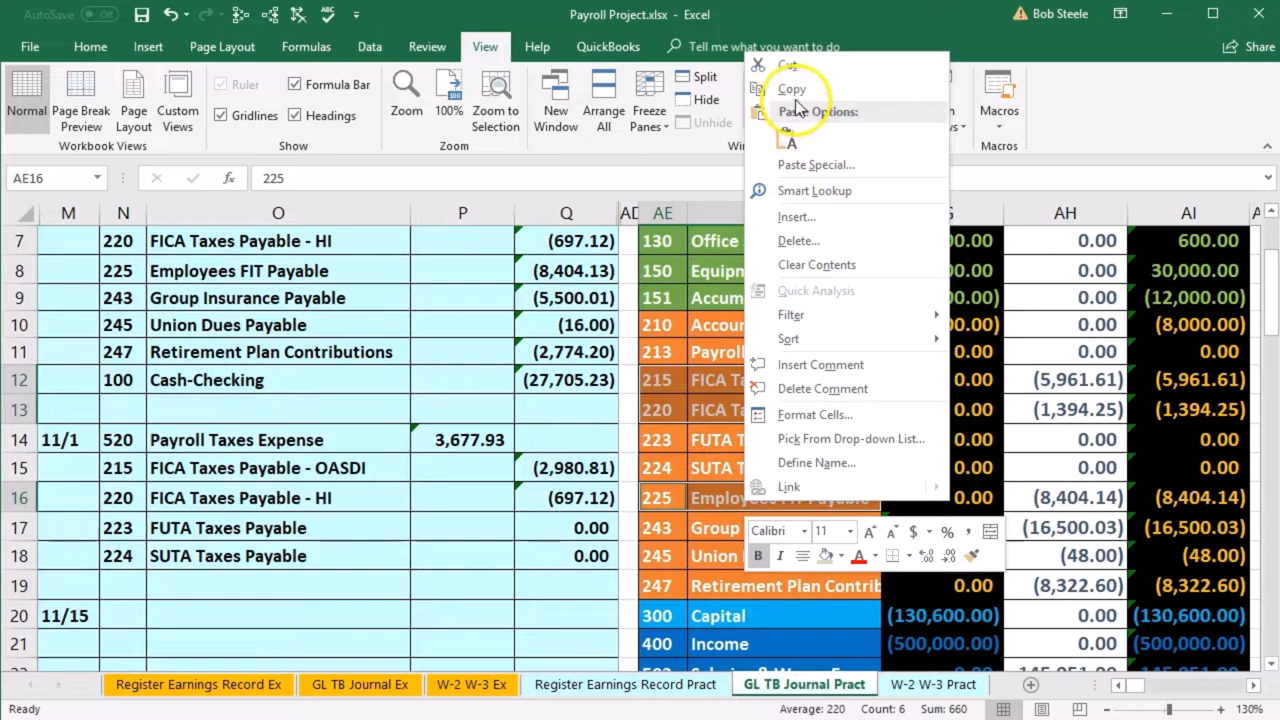 AutoSave Off Payroll Project.xlsx - Excel Bob Steele
File Home Insert Page Layout Formulas Data Review View Help QuickBooks Tell me what you want to do Share
Normal Page Break Preview Page Layout Custom Views
Ruler Formula Bar
Gridlines Headings
Zoom 100% Zoom to Selection
New Window Arrange All Freeze Panes
Split
Hide
Unhide
Macros
Workbook Views Show Zoom Macros
AE16 fx 225
M N O P Q AD AE G AH AI
7 220 FICA Taxes Payable - HI (697.12) 130 Office 0.00 600.00
8 225 Employees FIT Payable (8,404.13) 150 0.00 30,000.00
9 243 Group Insurance Payable (5,500.01) 151 0.00 (12,000.00)
10 245 Union Dues Payable (16.00) 210 0.00 (8,000.00)
11 247 Retirement Plan Contributions (2,774.20) 213 0.00 0.00 0.00
12 100 Cash-Checking (27,705.23) 215 FICA 0.00 (5,961.61) (5,961.61)
13 220 FICA 0.00 (1,394.25) (1,394.25)
14 11/1 520 Payroll Taxes Expense 3,677.93 223 FUTA 0.00 0.00 0.00
15 215 FICA Taxes Payable - OASDI (2,980.81) 224 SUTA 0.00 0.00 0.00
16 220 FICA Taxes Payable - HI (697.12) 225 Employees FIT Payable 0.00 (8,404.14) (8,404.14)
17 223 FUTA Taxes Payable 0.00 243 Group (16,500.03) (16,500.03)
18 224 SUTA Taxes Payable 0.00 245 Union (48.00) (48.00)
19 247 Retirement Plan Contrib 0.00 (8,322.60) (8,322.60)
20 11/15 300 Capital (130,600.00) 0.00 (130,600.00)
21 400 Income (500,000.00) 0.00 (500,000.00)
Cut
Copy
Paste Options:
A
Paste Special...
Smart Lookup
Insert...
Delete...
Clear Contents
Quick Analysis
Filter
Sort
Insert Comment
Delete Comment
Format Cells...
Pick From Drop-down List...
Define Name...
Link
Calibri 11 A A $ % ,
B I A
Register Earnings Record Ex GL TB Journal Ex W-2 W-3 Ex Register Earnings Record Pract GL TB Journal Pract W-2 W-3 Pract
Ready Average: 220 Count: 6 Sum: 660 130%